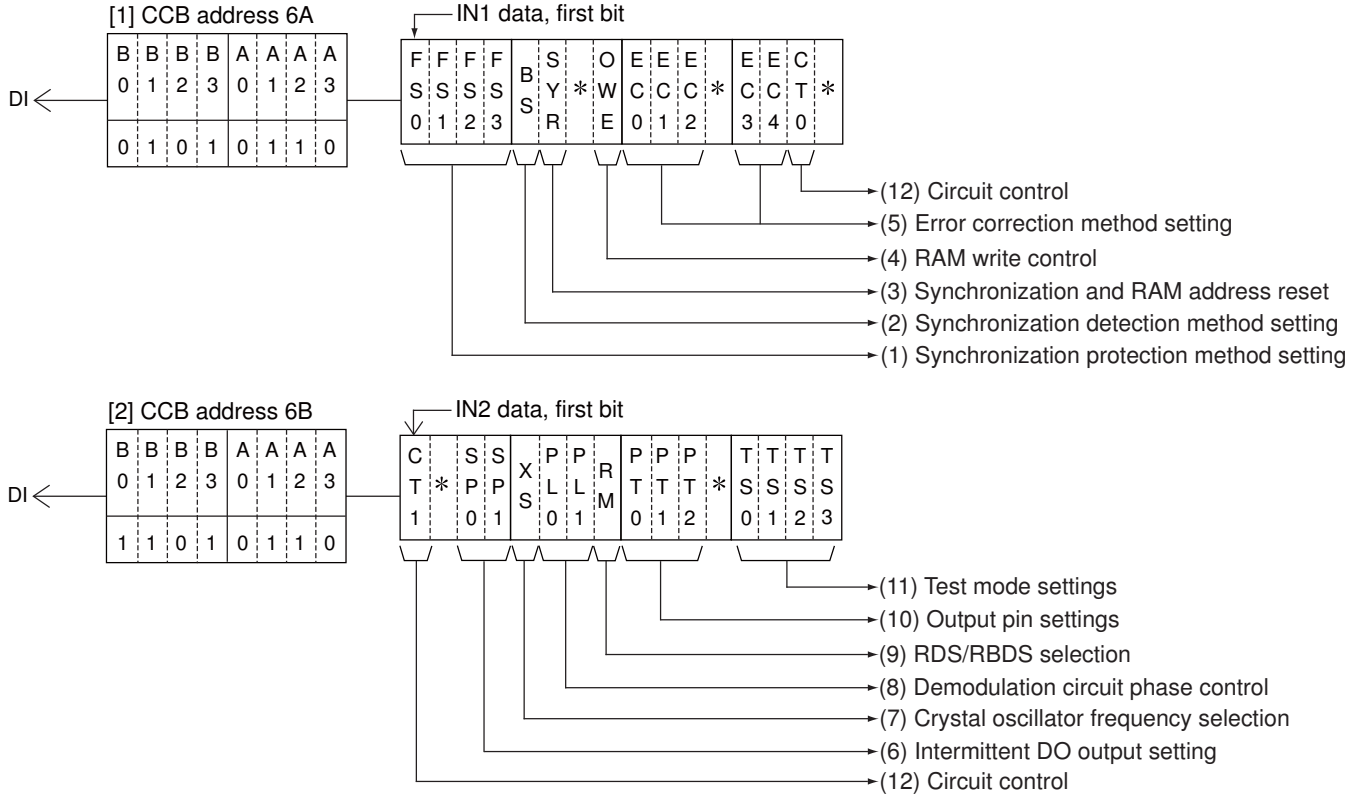 [1] CCB address 6A
IN1 data, first bit
DI
B0 B1 B2 B3 A0 A1 A2 A3
0 1 0 1 0 1 1 0
FS0 FS1 FS2 FS3 BS SYR * OWE EC0 EC1 EC2 * EC3 EC4 CT0 *
(12) Circuit control
(5) Error correction method setting
(4) RAM write control
(3) Synchronization and RAM address reset
(2) Synchronization detection method setting
(1) Synchronization protection method setting
[2] CCB address 6B
IN2 data, first bit
DI
B0 B1 B2 B3 A0 A1 A2 A3
1 1 0 1 0 1 1 0
CT1 * SP0 SP1 XS PL0 PL1 RM PT0 PT1 PT2 * TS0 TS1 TS2 TS3
(11) Test mode settings
(10) Output pin settings
(9) RDS/RBDS selection
(8) Demodulation circuit phase control
(7) Crystal oscillator frequency selection
(6) Intermittent DO output setting
(12) Circuit control